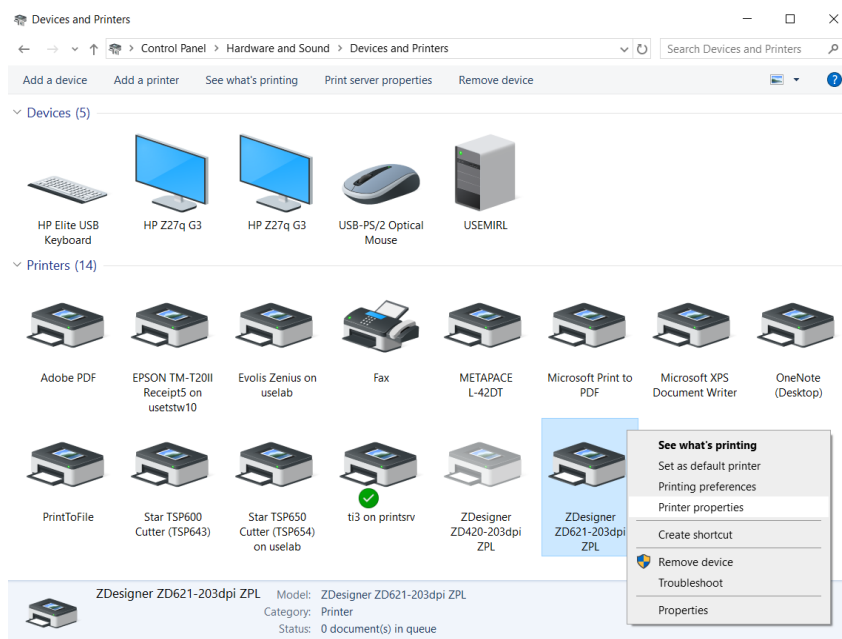 Devices and Printers
Control Panel > Hardware and Sound > Devices and Printers
Search Devices and Printers
Add a device Add a printer See what's printing Print server properties Remove device
?
Devices (5)
HP Elite USB
Keyboard
HP Z27q G3
HP Z27q G3
USB-PS/2 Optical
Mouse
USEMIRL
Printers (14)
Adobe PDF
EPSON TM-T20II
Receipt5 on
usetstw10
Evolis Zenius on
uselab
Fax
METAPACE
L-42DT
Microsoft Print to
PDF
Microsoft XPS
Document Writer
OneNote
(Desktop)
PrintToFile
Star TSP600
Cutter (TSP643)
Star TSP650
Cutter (TSP654)
on uselab
ti3 on printsrv
ZDesigner
ZD420-203dpi
ZPL
ZDesigner
ZD621-203dpi
ZPL
See what's printing
Set as default printer
Printing preferences
Printer properties
Create shortcut
Remove device
Troubleshoot
Properties
ZDesigner ZD621-203dpi ZPL Model: ZDesigner ZD621-203dpi ZPL
Category: Printer
Status: 0 document(s) in queue